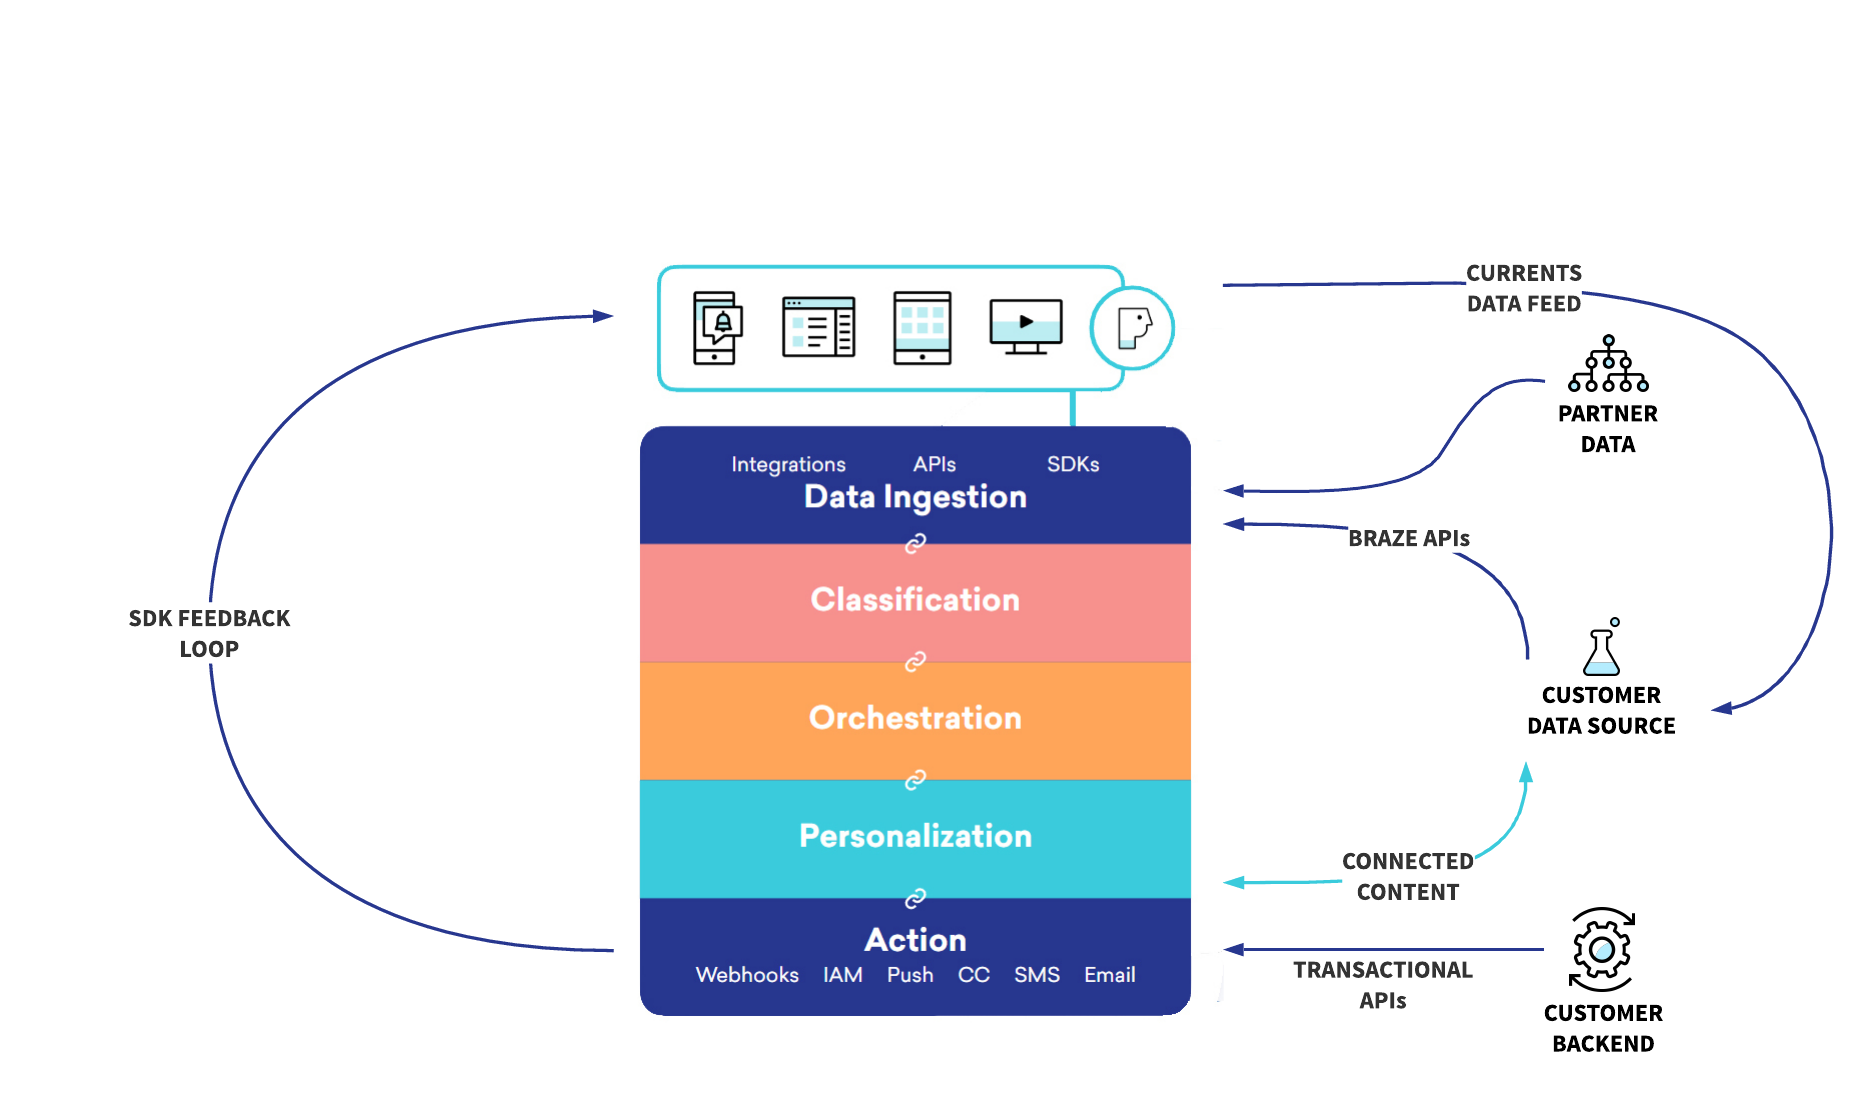 CURRENTS
DATA FEED
PARTNER
DATA
Integrations APIs SDKs
Data Ingestion
BRAZE APIs
Classification
SDK FEEDBACK
LOOP
CUSTOMER
DATA SOURCE
Orchestration
Personalization
CONNECTED
CONTENT
Action
Webhooks IAM Push CC SMS Email
TRANSACTIONAL
APIs
CUSTOMER
BACKEND